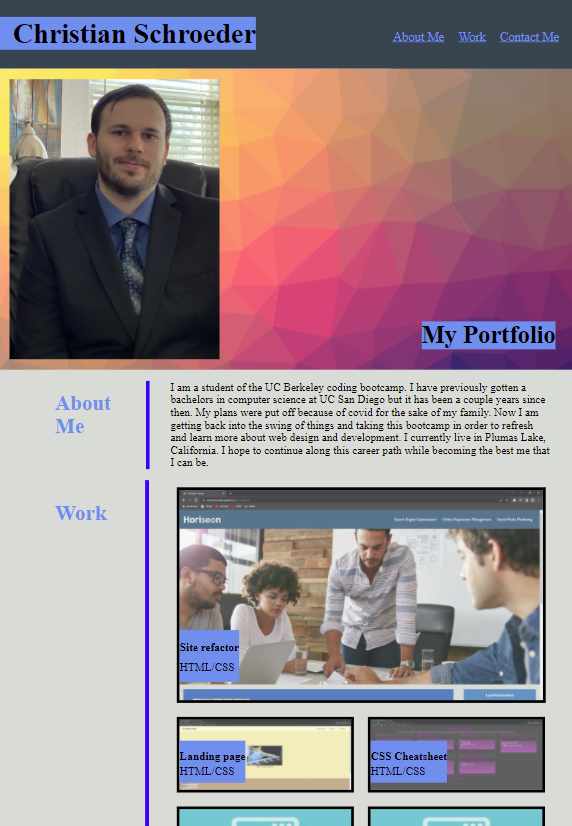 Christian Schroeder
About Me Work Contact Me
My Portfolio
About
Me
I am a student of the UC Berkeley coding bootcamp. I have previously gotten a
bachelors in computer science at UC San Diego but it has been a couple years since
then. My plans were put off because of covid for the sake of my family. Now I am
getting back into the swing of things and taking this bootcamp in order to refresh
and learn more about web design and development. I currently live in Plumas Lake,
California. I hope to continue along this career path while becoming the best me that
I can be.
Work
Horiseon
Search Engine Optimization Online Reputation Management Social Media Marketing
Site refactor
HTML/CSS
Landing page
HTML/CSS
CSS Cheatsheet
HTML/CSS